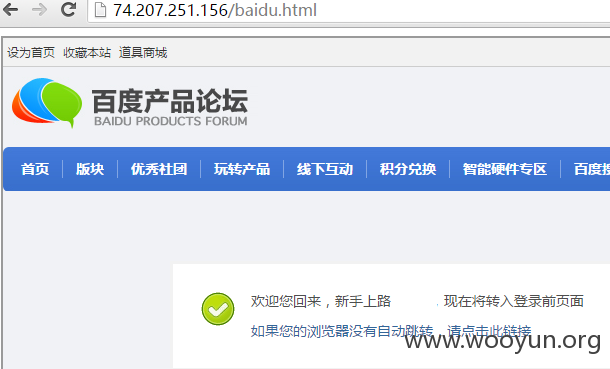 74.207.251.156/baidu.html
设为首页 收藏本站 道具商城
百度产品论坛
BAIDU PRODUCTS FORUM
首页 版块 优秀社团 玩转产品 线下互动 积分兑换 智能硬件专区 百度
欢迎您回来，新手上路 ．现在将转入登录前页面
如果您的浏览器没有自动跳转，请点击此链接
www.wooyun.org